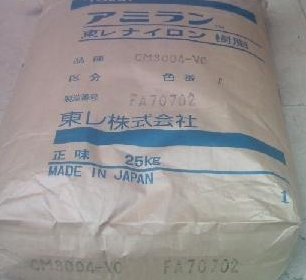 アミラン
東レナイロン 樹脂
品種 CM3004-V0
区分 色番
製造番号 FA70702
東レ株式会社
正味 25KG
MADE IN JAPAN
1
CM3004-V0 FA70702